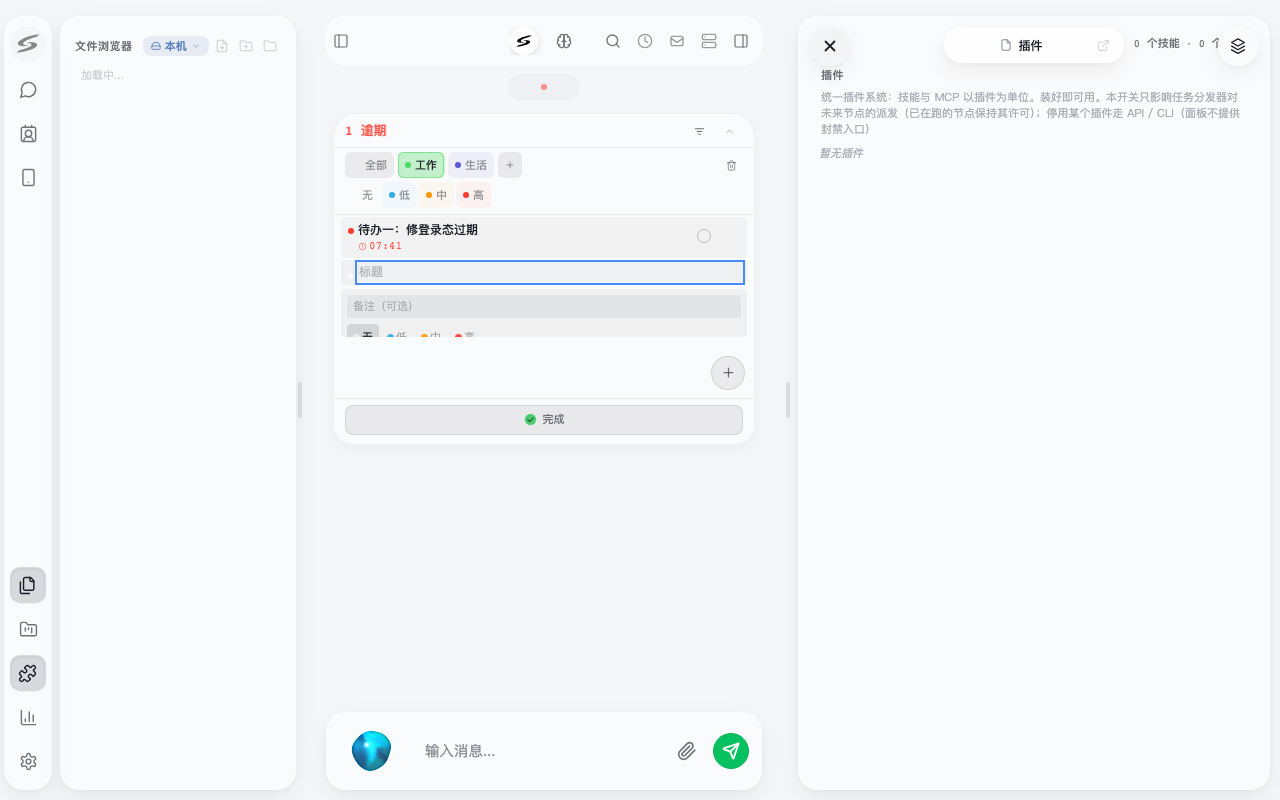 文件浏览器
本机
加载中...
1 逾期
全部
工作
生活
+
无
低
中
高
待办一：修登录态过期
07:41
标题
备注（可选）
无
低
中
高
完成
输入消息...
插件
0 个技能 · 0 个
插件
统一插件系统：技能与 MCP 以插件为单位。装好即可用。本开关只影响任务分发器对
未来节点的派发（已在跑的节点保持其许可）；停用某个插件走 API / CLI（面板不提供
封禁入口）
暂无插件